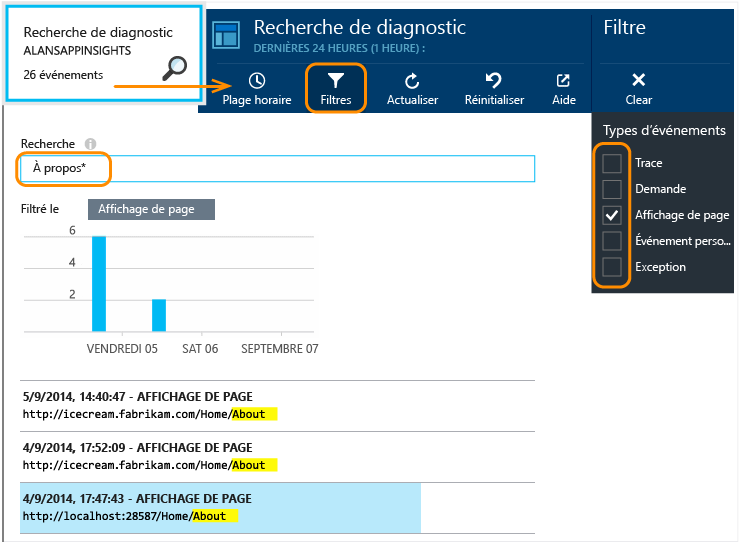 Recherche de diagnostic
ALANSAPPINSIGHTS
26 événements
Recherche de diagnostic
DERNIÈRES 24 HEURES (1 HEURE) :
Plage horaire
Filtres
Actualiser
Réinitialiser
Aide
Filtre
Clear
Types d'événements
Trace
Demande
Affichage de page
Événement perso...
Exception
Recherche
À propos*
Filtré le
Affichage de page
6
4
2
VENDREDI 05
SAT 06
SEPTEMBRE 07
5/9/2014, 14:40:47 - AFFICHAGE DE PAGE
http://icecream.fabrikam.com/Home/About
4/9/2014, 17:52:09 - AFFICHAGE DE PAGE
http://icecream.fabrikam.com/Home/About
4/9/2014, 17:47:43 - AFFICHAGE DE PAGE
http://localhost:28587/Home/About